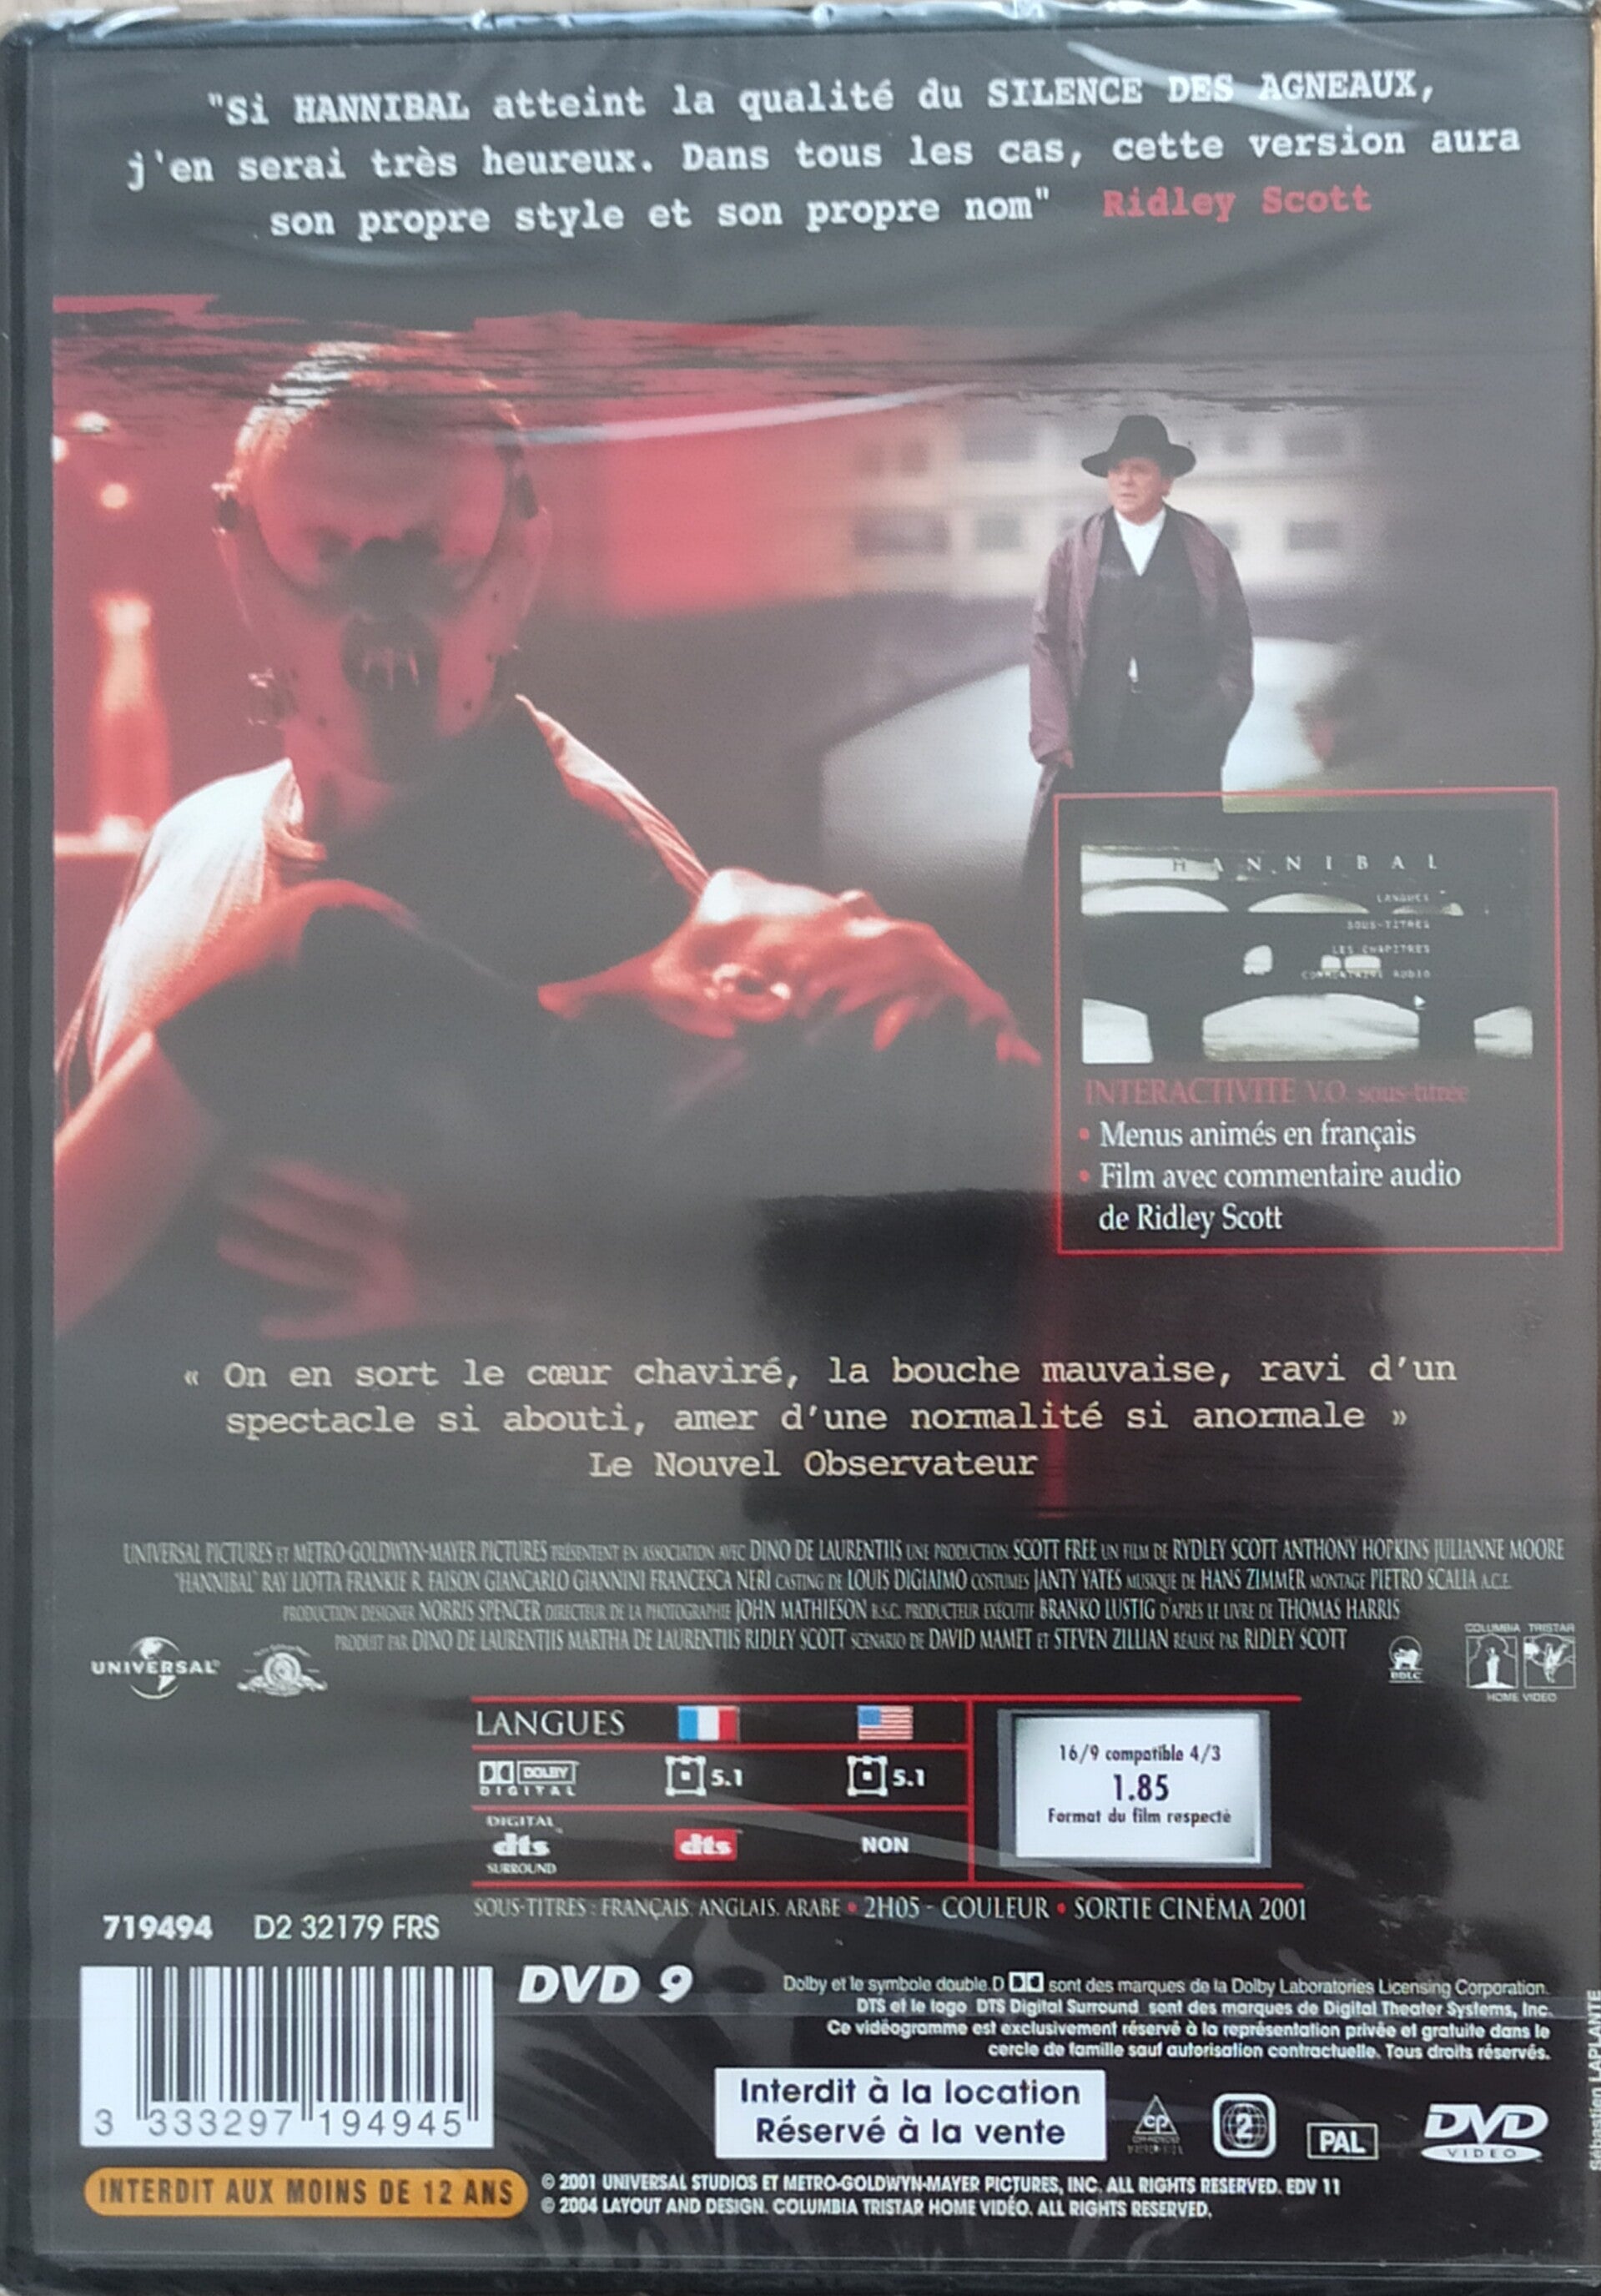 "Si HANNIBAL atteint la qualité du SILENCE DES AGNEAUX,
j'en serai très heureux. Dans tous les cas, cette version aura
son propre style et son propre nom" Ridley Scott
HANNIBAL
LANGUES
SOUS-TITRES
LES CHAPITRES
COMMENTAIRE AUDIO
INTERACTIVITE V.O. sous-titrée
• Menus animés en français
• Film avec commentaire audio
de Ridley Scott
« On en sort le cœur chaviré, la bouche mauvaise, ravi d'un
spectacle si abouti, amer d'une normalité si anormale »
Le Nouvel Observateur
UNIVERSAL PICTURES ET METRO-GOLDWYN-MAYER PICTURES PRÉSENTENT EN ASSOCIATION AVEC DINO DE LAURENTIIS UNE PRODUCTION SCOTT FREE UN FILM DE RYDLEY SCOTT ANTHONY HOPKINS JULIANNE MOORE
"HANNIBAL" RAY LIOTTA FRANKIE R. FAISON GIANCARLO GIANNINI FRANCESCA NERI CASTING DE LOUIS DIGIAIMO COSTUMES JANTY YATES MUSIQUE DE HANS ZIMMER MONTAGE PIETRO SCALIA A.C.E.
PRODUCTION DESIGNER NORRIS SPENCER DIRECTEUR DE LA PHOTOGRAPHIE JOHN MATHIESON B.S.C. PRODUCTEUR EXÉCUTIF BRANKO LUSTIG D'APRÈS LE LIVRE DE THOMAS HARRIS
PRODUIT PAR DINO DE LAURENTIIS MARTHA DE LAURENTIIS RIDLEY SCOTT SCÉNARIO DE DAVID MAMET ET STEVEN ZILLIAN RÉALISÉ PAR RIDLEY SCOTT
UNIVERSAL
DDLC
COLUMBIA TRISTAR
HOME VIDEO
LANGUES
DOLBY DIGITAL 5.1 5.1
DIGITAL dts SURROUND dts NON
16/9 compatible 4/3
1.85
Format du film respecté
SOUS-TITRES : FRANÇAIS. ANGLAIS. ARABE • 2H05 - COULEUR • SORTIE CINÉMA 2001
719494 D2 32179 FRS
3 333297 194945
DVD 9
Dolby et le symbole double D sont des marques de la Dolby Laboratories Licensing Corporation.
DTS et le logo DTS Digital Surround sont des marques de Digital Theater Systems, Inc.
Ce vidéogramme est exclusivement réservé à la représentation privée et gratuite dans le
cercle de famille sauf autorisation contractuelle. Tous droits réservés.
Interdit à la location
Réservé à la vente
cp
2
PAL
DVD
VIDEO
Sébastien LAPLANTE
INTERDIT AUX MOINS DE 12 ANS
© 2001 UNIVERSAL STUDIOS ET METRO-GOLDWYN-MAYER PICTURES, INC. ALL RIGHTS RESERVED. EDV 11
© 2004 LAYOUT AND DESIGN. COLUMBIA TRISTAR HOME VIDÉO. ALL RIGHTS RESERVED.